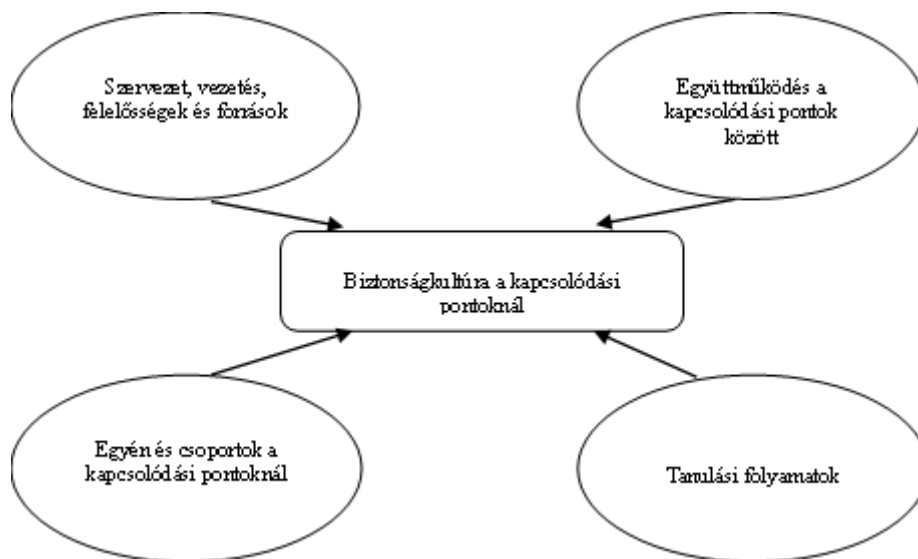 Szervezet, vezetés,
felelősségek és források
Együttműködés a
kapcsolódási pontok
között
Biztonságkultúra a kapcsolódási
pontoknál
Egyén és csoportok a
kapcsolódási pontoknál
Tanulási folyamatok